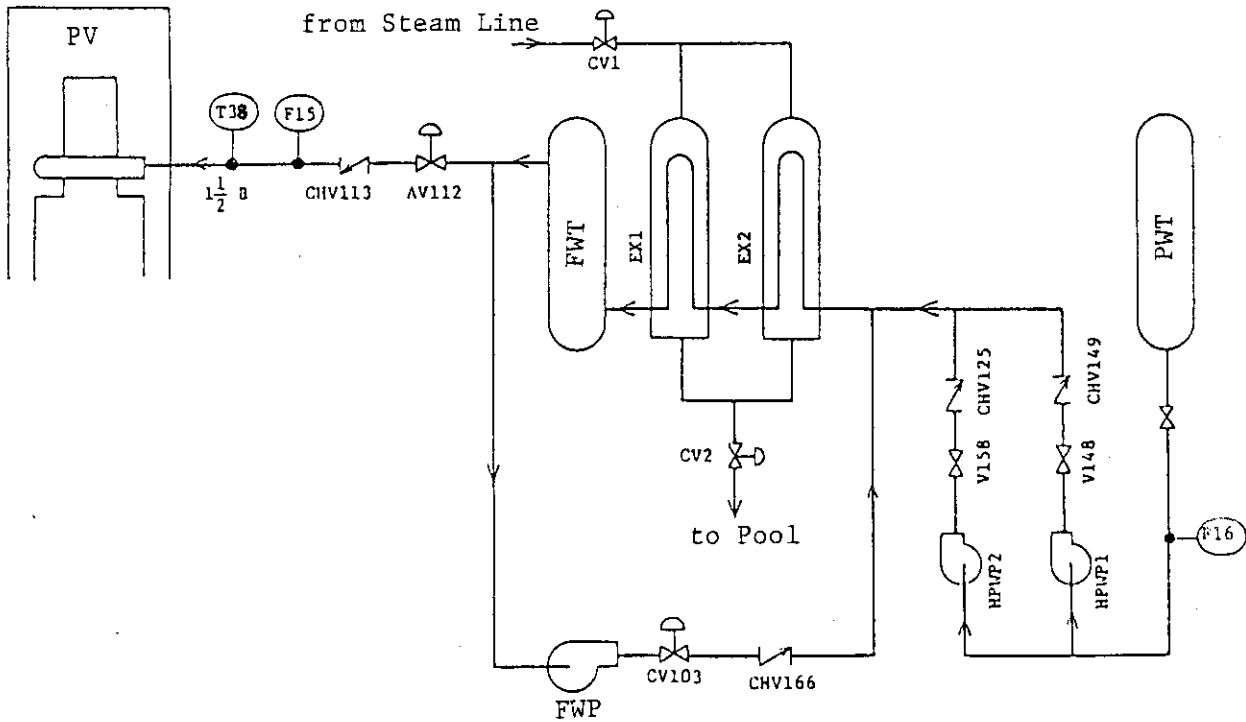 from Steam Line
PV
CV1
T38
F15
1 1/2 B
CHV113
AV112
FWT
EX1
EX2
PWT
CHV125
CHV149
CV2
V158
V148
to Pool
F16
HPWP2
HPWP1
CV103
CHV166
FWP